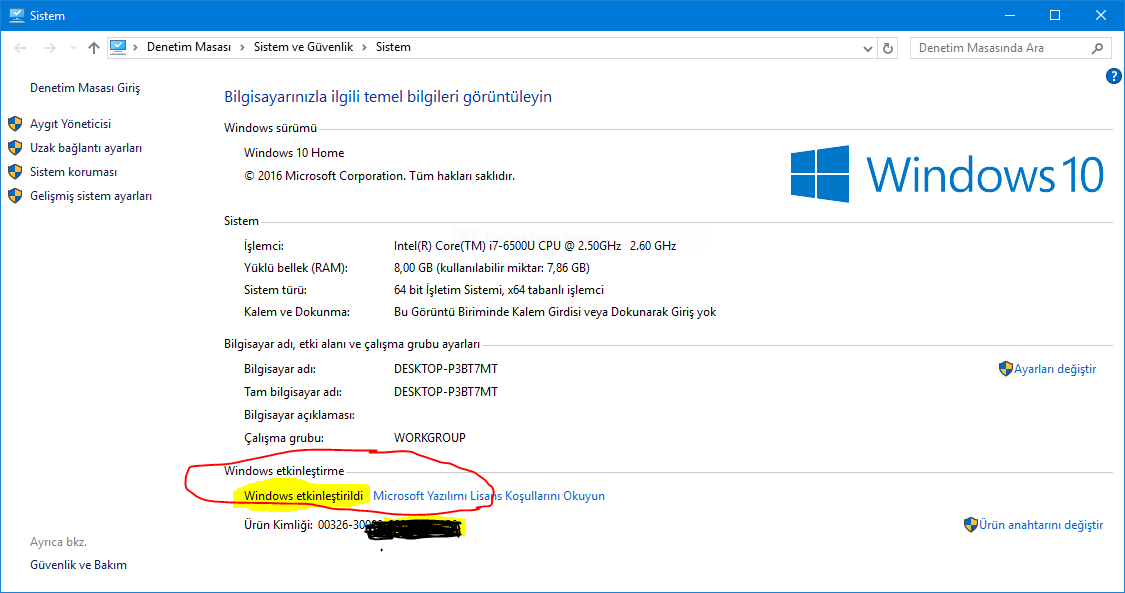 Sistem
Denetim Masası > Sistem ve Güvenlik > Sistem
Denetim Masasında Ara
Denetim Masası Giriş
Aygıt Yöneticisi
Uzak bağlantı ayarları
Sistem koruması
Gelişmiş sistem ayarları
Bilgisayarınızla ilgili temel bilgileri görüntüleyin
Windows sürümü
Windows 10 Home
© 2016 Microsoft Corporation. Tüm hakları saklıdır.
Windows 10
Sistem
İşlemci: Intel(R) Core(TM) i7-6500U CPU @ 2.50GHz 2.60 GHz
Yüklü bellek (RAM): 8,00 GB (kullanılabilir miktar: 7,86 GB)
Sistem türü: 64 bit İşletim Sistemi, x64 tabanlı işlemci
Kalem ve Dokunma: Bu Görüntü Biriminde Kalem Girdisi veya Dokunarak Giriş yok
Bilgisayar adı, etki alanı ve çalışma grubu ayarları
Bilgisayar adı: DESKTOP-P3BT7MT
Ayarları değiştir
Tam bilgisayar adı: DESKTOP-P3BT7MT
Bilgisayar açıklaması:
Çalışma grubu: WORKGROUP
Windows etkinleştirme
Windows etkinleştirildi Microsoft Yazılımı Lisans Koşullarını Okuyun
Ürün Kimliği: 00326-30
Ürün anahtarını değiştir
Ayrıca bkz.
Güvenlik ve Bakım